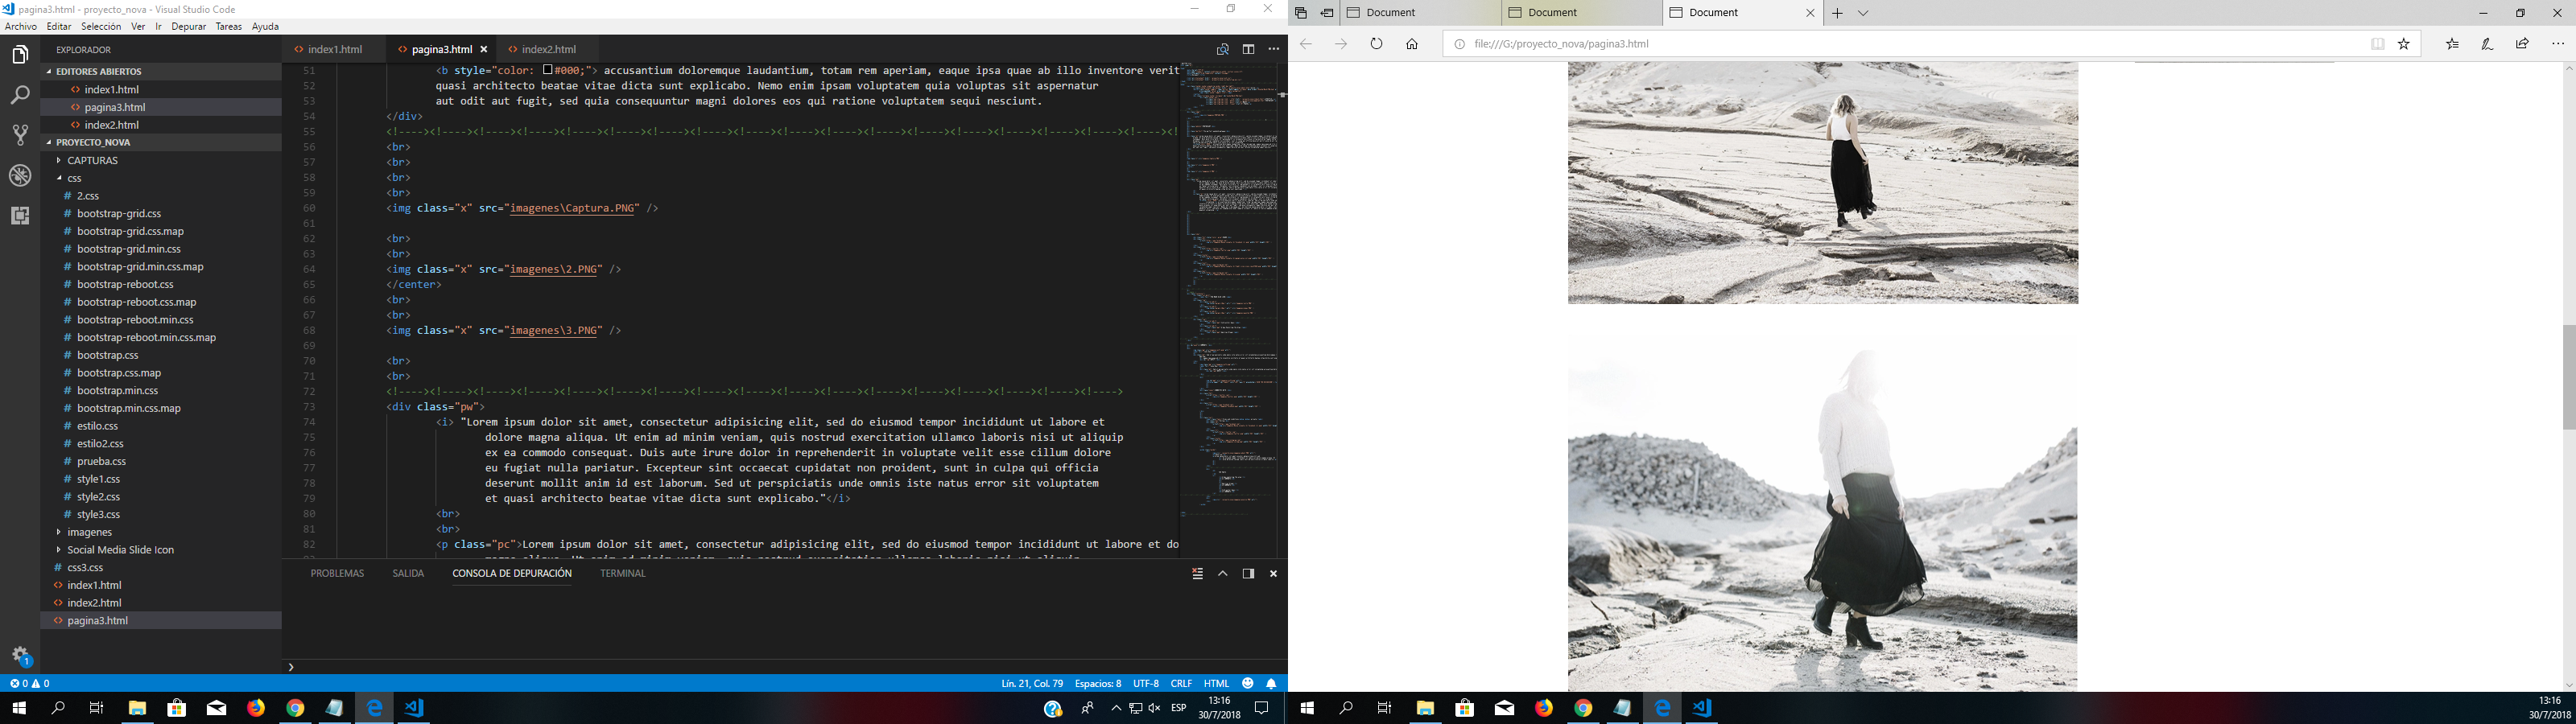 pagina3.html - proyecto_nova - Visual Studio Code
Archivo Editar Selección Ver Ir Depurar Tareas Ayuda
EXPLORADOR
EDITORES ABIERTOS
index1.html
pagina3.html
index2.html
PROYECTO_NOVA
CAPTURAS
css
# 2.css
# bootstrap-grid.css
bootstrap-grid.css.map
# bootstrap-grid.min.css
# bootstrap-grid.min.css.map
# bootstrap-reboot.css
# bootstrap-reboot.css.map
# bootstrap-reboot.min.css
# bootstrap-reboot.min.css.map
# bootstrap.css
# bootstrap.css.map
# bootstrap.min.css
# bootstrap.min.css.map
# estilo.css
# estilo2.css
# prueba.css
# style1.css
# style2.css
# style3.css
imagenes
Social Media Slide Icon
# css3.css
<> index1.html
<> index2.html
<> pagina3.html
1
<> index1.html <> pagina3.html <> index2.html
51 <b style="color: #000;"> accusantium doloremque laudantium, totam rem aperiam, eaque ipsa quae ab illo inventore verit
52 quasi architecto beatae vitae dicta sunt explicabo. Nemo enim ipsam voluptatem quia voluptas sit aspernatur
53 aut odit aut fugit, sed quia consequuntur magni dolores eos qui ratione voluptatem sequi nesciunt.
54 </div>
55 <!----><!----><!----><!----><!----><!----><!----><!----><!----><!----><!----><!----><!----><!----><!----><!----><!----><!----><!
56 <br>
57 <br>
58 <br>
59 <br>
60 <img class="x" src="imagenes\Captura.PNG" />
61
62 <br>
63 <br>
64 <img class="x" src="imagenes\2.PNG" />
65 </center>
66 <br>
67 <br>
68 <img class="x" src="imagenes\3.PNG" />
69
70 <br>
71 <br>
72 <!----><!----><!----><!----><!----><!----><!----><!----><!----><!----><!----><!----><!----><!----><!----><!----><!---->
73 <div class="pw">
74 <i> "Lorem ipsum dolor sit amet, consectetur adipisicing elit, sed do eiusmod tempor incididunt ut labore et
75 dolore magna aliqua. Ut enim ad minim veniam, quis nostrud exercitation ullamco laboris nisi ut aliquip
76 ex ea commodo consequat. Duis aute irure dolor in reprehenderit in voluptate velit esse cillum dolore
77 eu fugiat nulla pariatur. Excepteur sint occaecat cupidatat non proident, sunt in culpa qui officia
78 deserunt mollit anim id est laborum. Sed ut perspiciatis unde omnis iste natus error sit voluptatem
79 et quasi architecto beatae vitae dicta sunt explicabo."</i>
80 <br>
81 <br>
82 <p class="pc">Lorem ipsum dolor sit amet, consectetur adipisicing elit, sed do eiusmod tempor incididunt ut labore et do
PROBLEMAS SALIDA CONSOLA DE DEPURACIÓN TERMINAL
0 0
Lín. 21, Col. 79 Espacios: 8 UTF-8 CRLF HTML
ESP
13:16
30/7/2018
Document Document Document
file:///G:/proyecto_nova/pagina3.html
13:16
30/7/2018